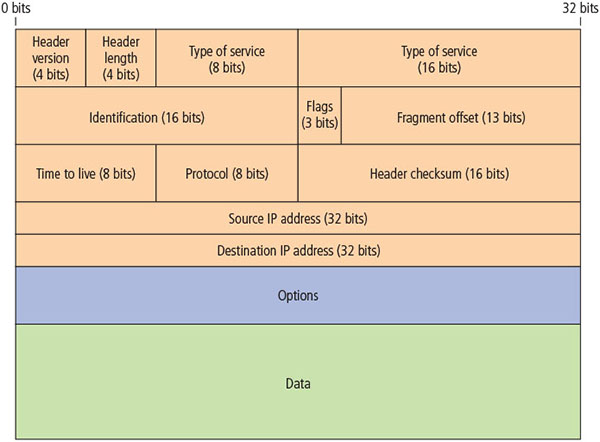 0 bits
32 bits
Header
version
(4 bits)
Header
length
(4 bits)
Type of service
(8 bits)
Type of service
(16 bits)
Identification (16 bits)
Flags
(3 bits)
Fragment offset (13 bits)
Time to live (8 bits)
Protocol (8 bits)
Header checksum (16 bits)
Source IP address (32 bits)
Destination IP address (32 bits)
Options
Data